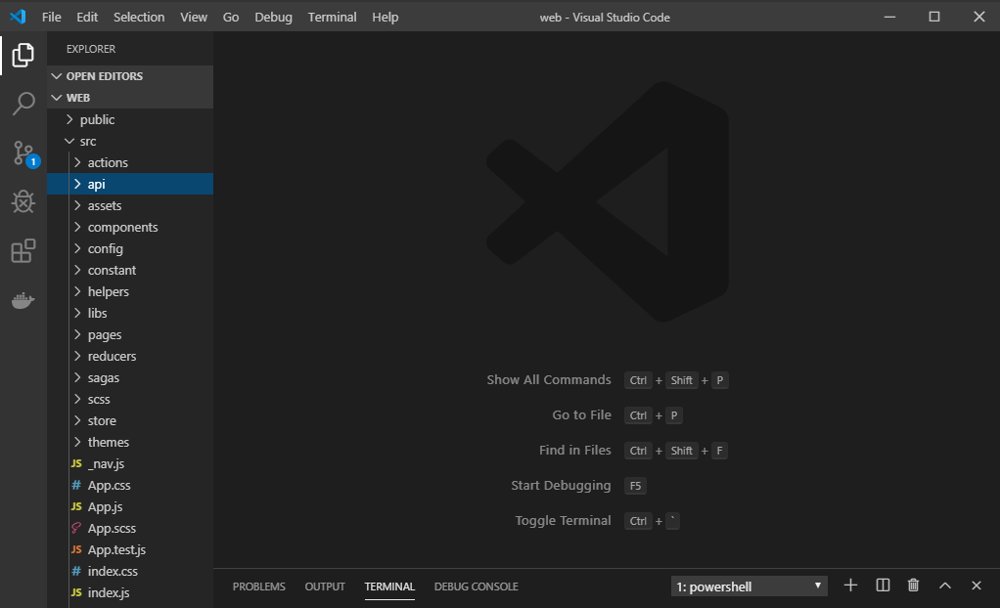 File Edit Selection View Go Debug Terminal Help web - Visual Studio Code
EXPLORER
OPEN EDITORS
WEB
public
src
actions
api
assets
components
config
constant
helpers
libs
pages
reducers
sagas
scss
store
themes
JS _nav.js
# App.css
JS App.js
App.scss
JS App.test.js
# index.css
JS index.js
1
Show All Commands Ctrl + Shift + P
Go to File Ctrl + P
Find in Files Ctrl + Shift + F
Start Debugging F5
Toggle Terminal Ctrl + `
PROBLEMS OUTPUT TERMINAL DEBUG CONSOLE 1: powershell